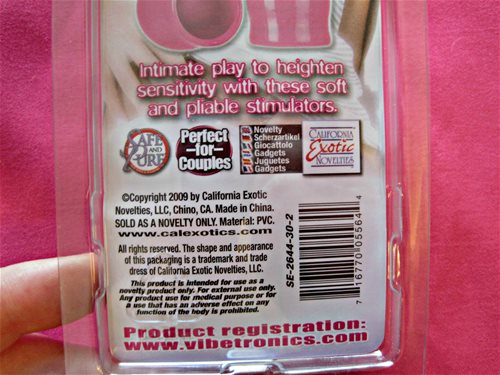 Intimate play to heighten
sensitivity with these soft
and pliable stimulators.
SAFE
AND
SURE
Perfect
-for-
Couples
Novelty
Scherzartikel
Giocattolo
Gadgets
Juguetes
Gadgets
CALIFORNIA
Exotic
NOVELTIES
©Copyright 2009 by California Exotic
Novelties, LLC, Chino, CA. Made in China.
SOLD AS A NOVELTY ONLY. Material: PVC.
www.calexotics.com
All rights reserved. The shape and appearance
of this packaging is a trademark and trade
dress of California Exotic Novelties, LLC.
This product is intended for use as a
novelty product only. For external use only.
Any product use for medical purpose or for
a use that has an adverse effect on any
function of the body is prohibited.
SE-2644-30-2
7 16770 05564 4
Product registration:
www.vibetronics.com